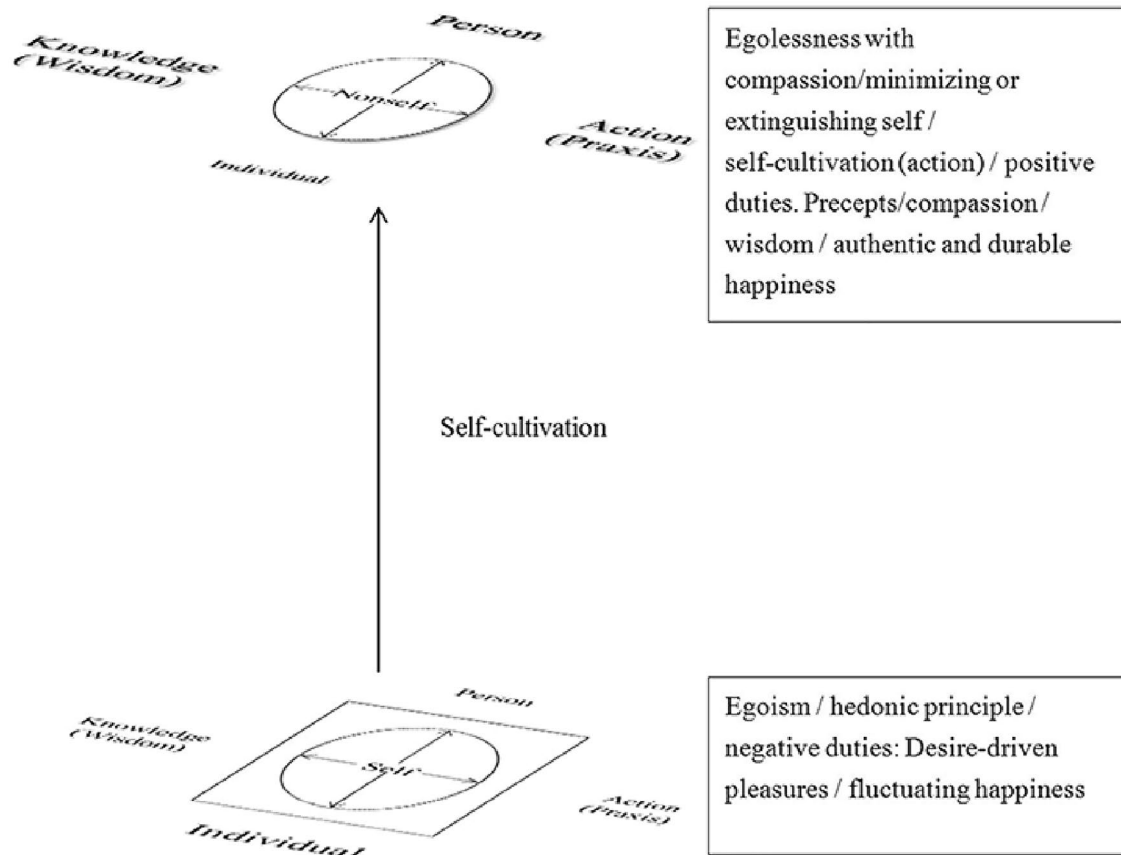 Person
Knowledge
(Wisdom)
Nonself
Action
(Praxis)
Individual
Egolessness with
compassion/minimizing or
extinguishing self /
self-cultivation (action) / positive
duties. Precepts/compassion /
wisdom / authentic and durable
happiness
Self-cultivation
Person
Knowledge
(Wisdom)
Self
Action
(Praxis)
Individual
Egoism / hedonic principle /
negative duties: Desire-driven
pleasures / fluctuating happiness